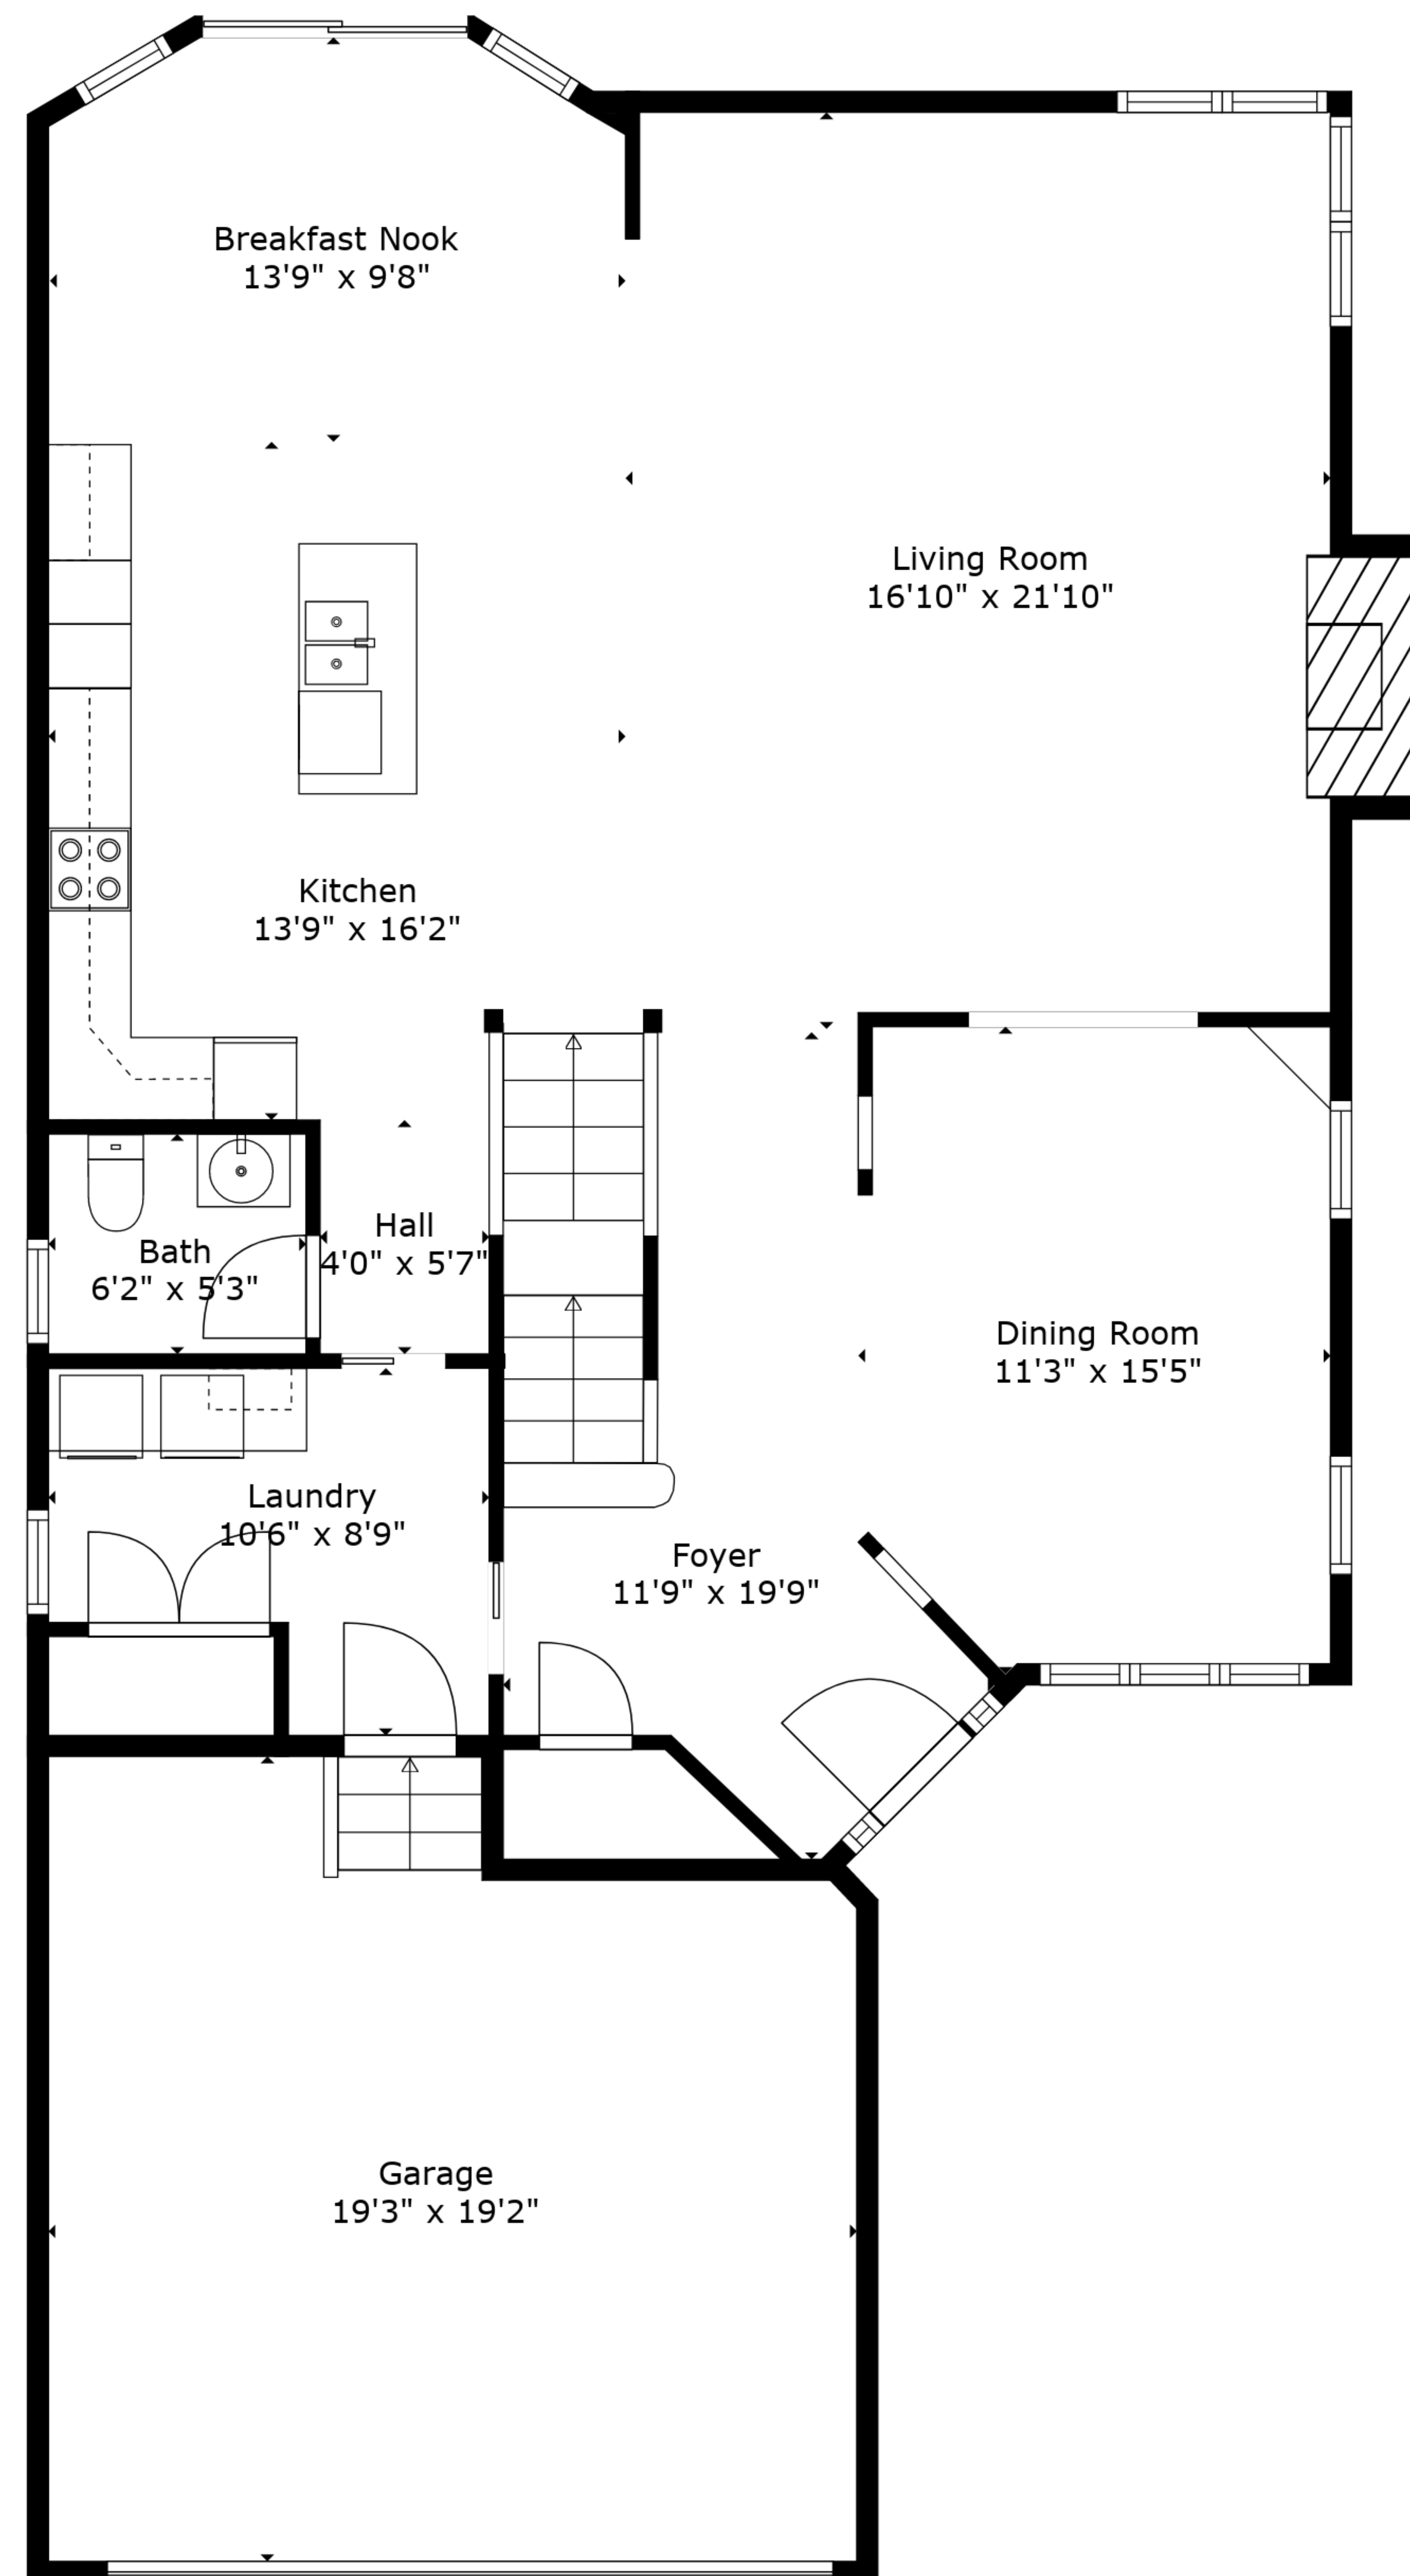 Breakfast Nook
13'9" x 9'8"
Living Room
16'10" x 21'10"
Kitchen
13'9" x 16'2"
Hall
4'0" x 5'7"
Bath
6'2" x 5'3"
Dining Room
11'3" x 15'5"
Laundry
10'6" x 8'9"
Foyer
11'9" x 19'9"
Garage
19'3" x 19'2"